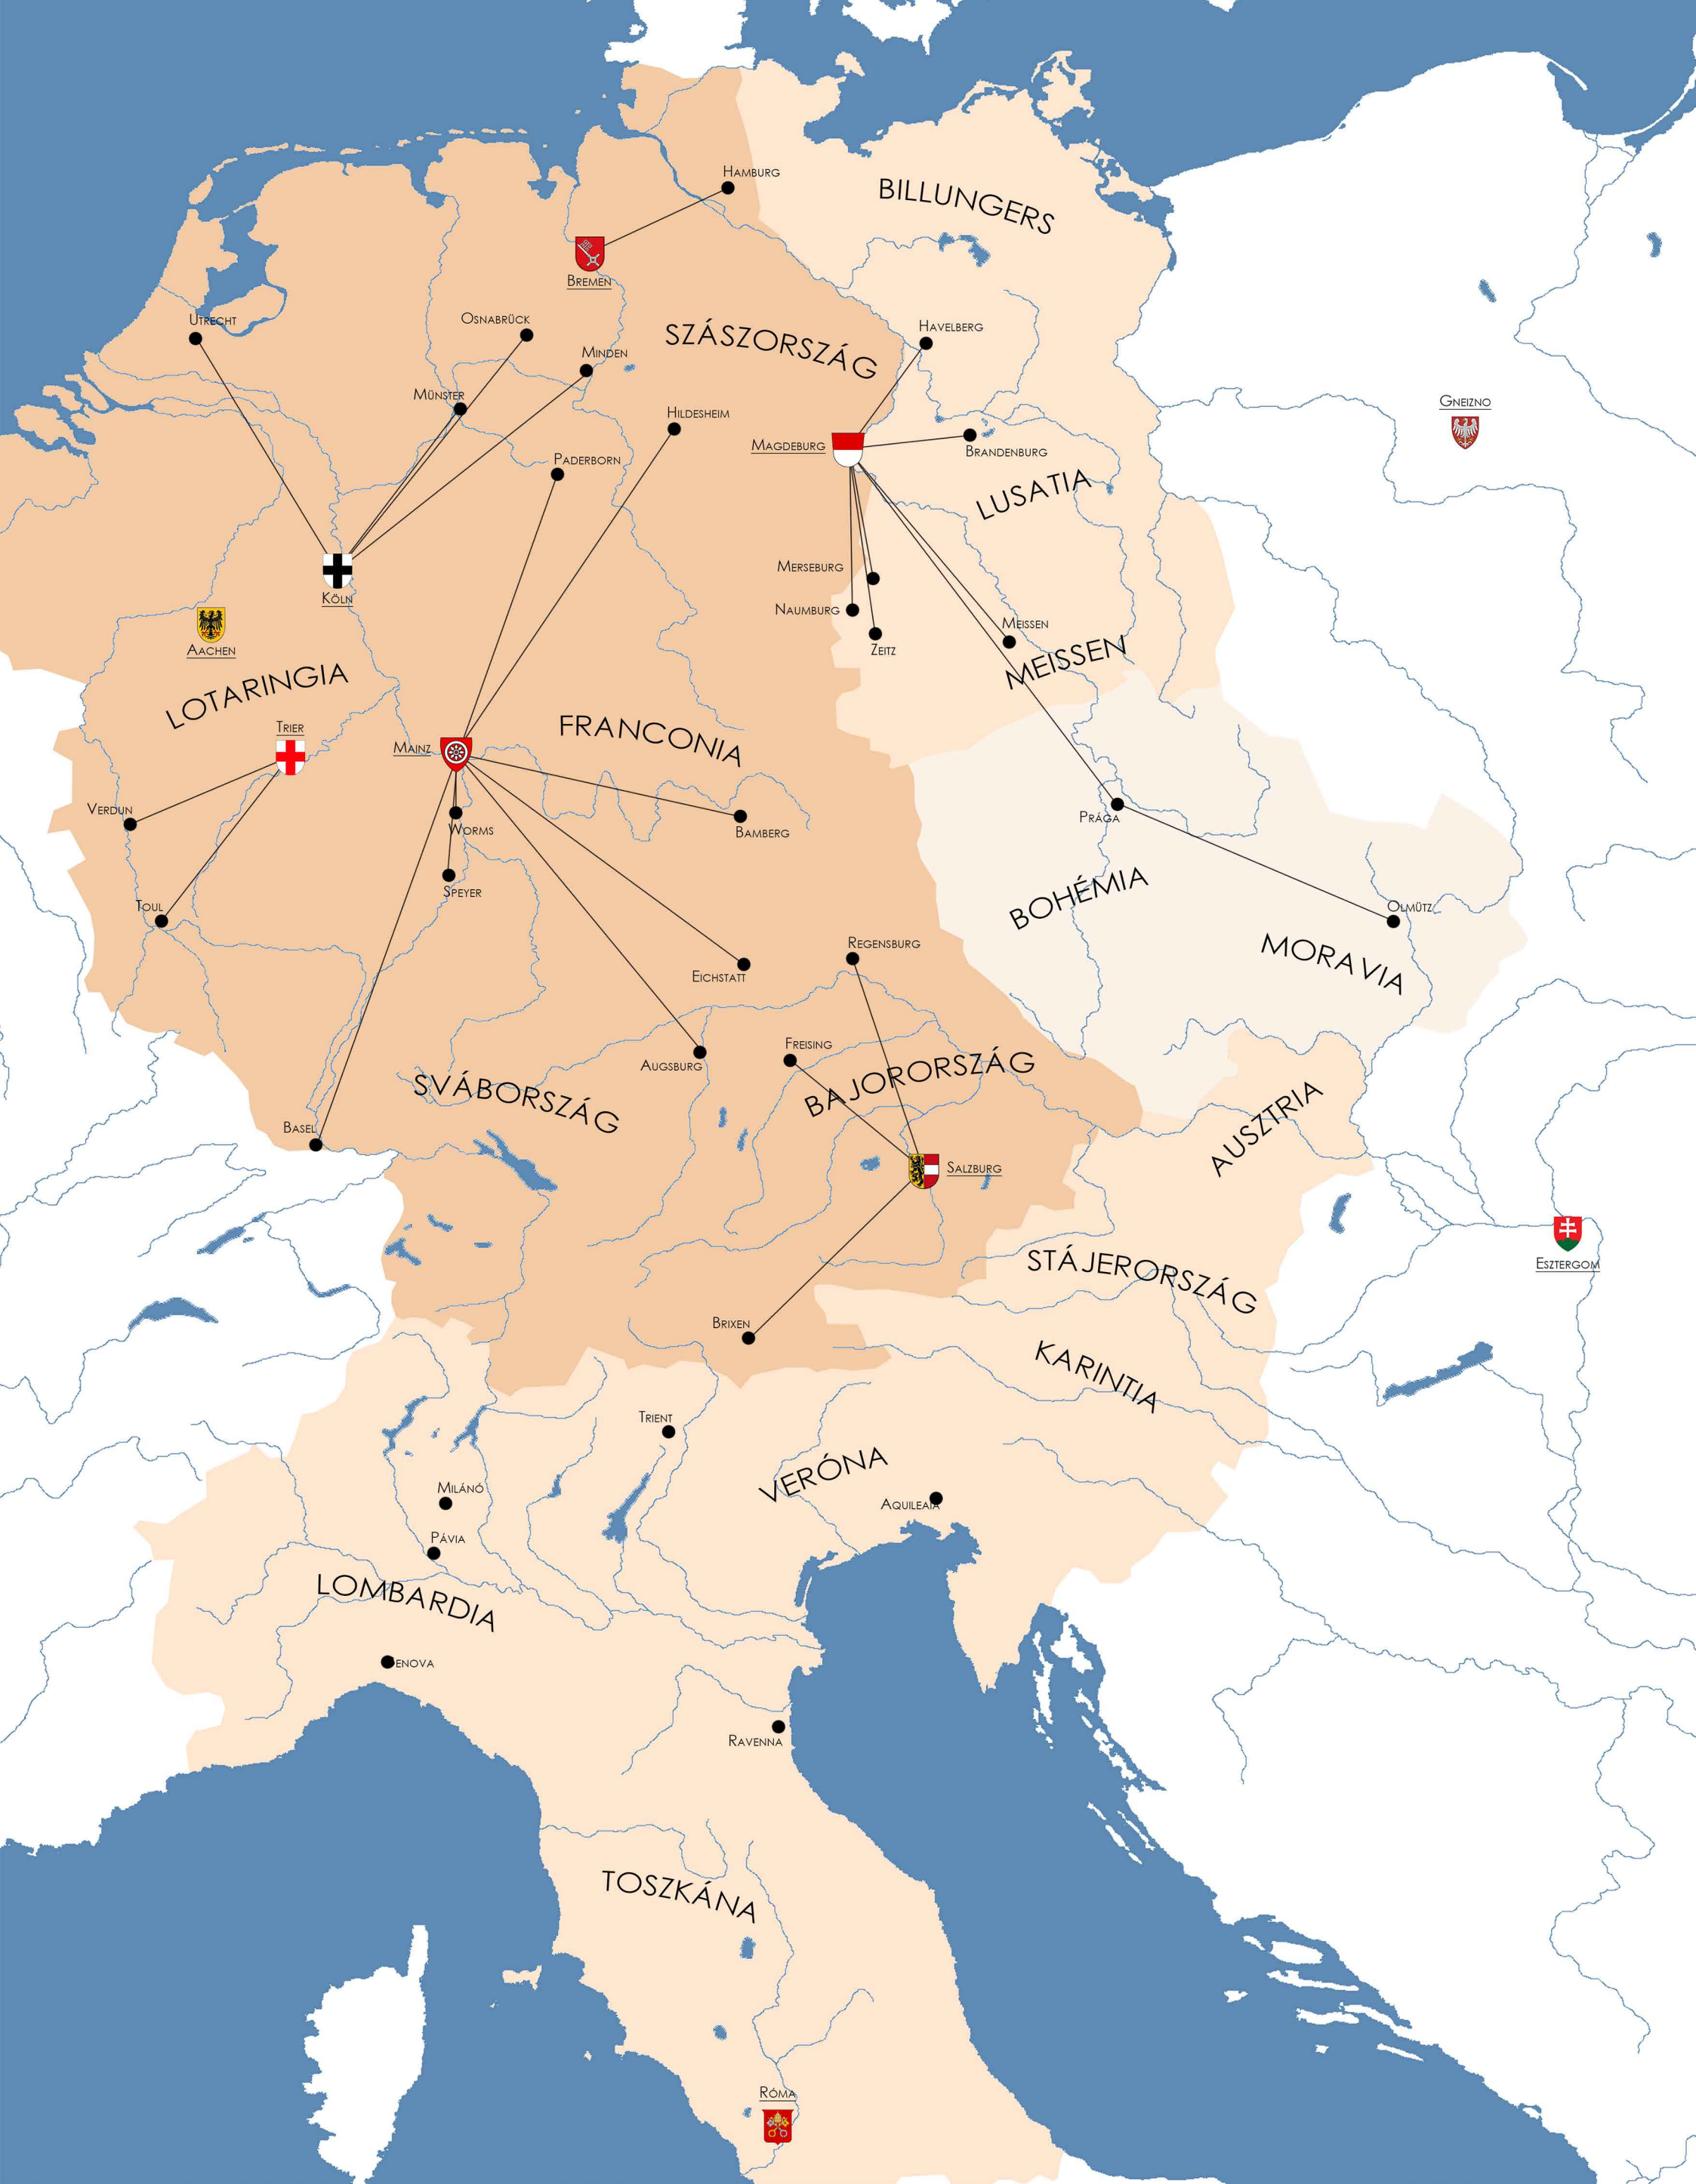 Hamburg
BILLUNGERS
Bremen
Utrecht
Osnabrück
SZÁSZORSZÁG
Havelberg
Minden
Münster
Hildesheim
Gneizno
Magdeburg
Brandenburg
Paderborn
LUSATIA
Merseburg
Köln
Naumburg
Meissen
Aachen
Zeitz
MEISSEN
LOTARINGIA
Trier
FRANCONIA
Mainz
Verdun
Prága
Worms
Bamberg
Speyer
BOHÉMIA
Toul
Olmütz
Regensburg
MORAVIA
Eichstatt
Freising
Augsburg
BAJORORSZÁG
SVÁBORSZÁG
AUSZTRIA
Basel
Salzburg
STÁJERORSZÁG
Esztergom
Brixen
KARINTIA
Trient
VERÓNA
Milánó
Aquileaia
Pávia
LOMBARDIA
enova
Ravenna
TOSZKÁNA
Róma